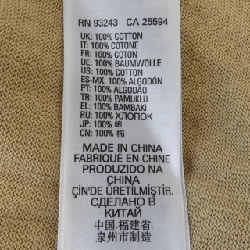 RN 93243 CA 25594
UK: 100% COTTON
IT: 100% COTONE
FR: 100% COTON
DE: 100% BAUMWOLLE
US: 100% COTTON
ES-MX: 100% ALGODÓN
PT: 100% ALGODÃO
TR: 100% PAMUKLU
EL: 100% BAMBAKI
RU: 100% ХЛОПОК
JP: 100% 綿
CN: 100% 棉
MADE IN CHINA
FABRIQUÉ EN CHINE
PRODUZIDO NA
CHINA
ÇİN'DE ÜRETİLMİŞTİR.
СДЕЛАНО В
КИТАЙ
中国·福建省
泉州市制造